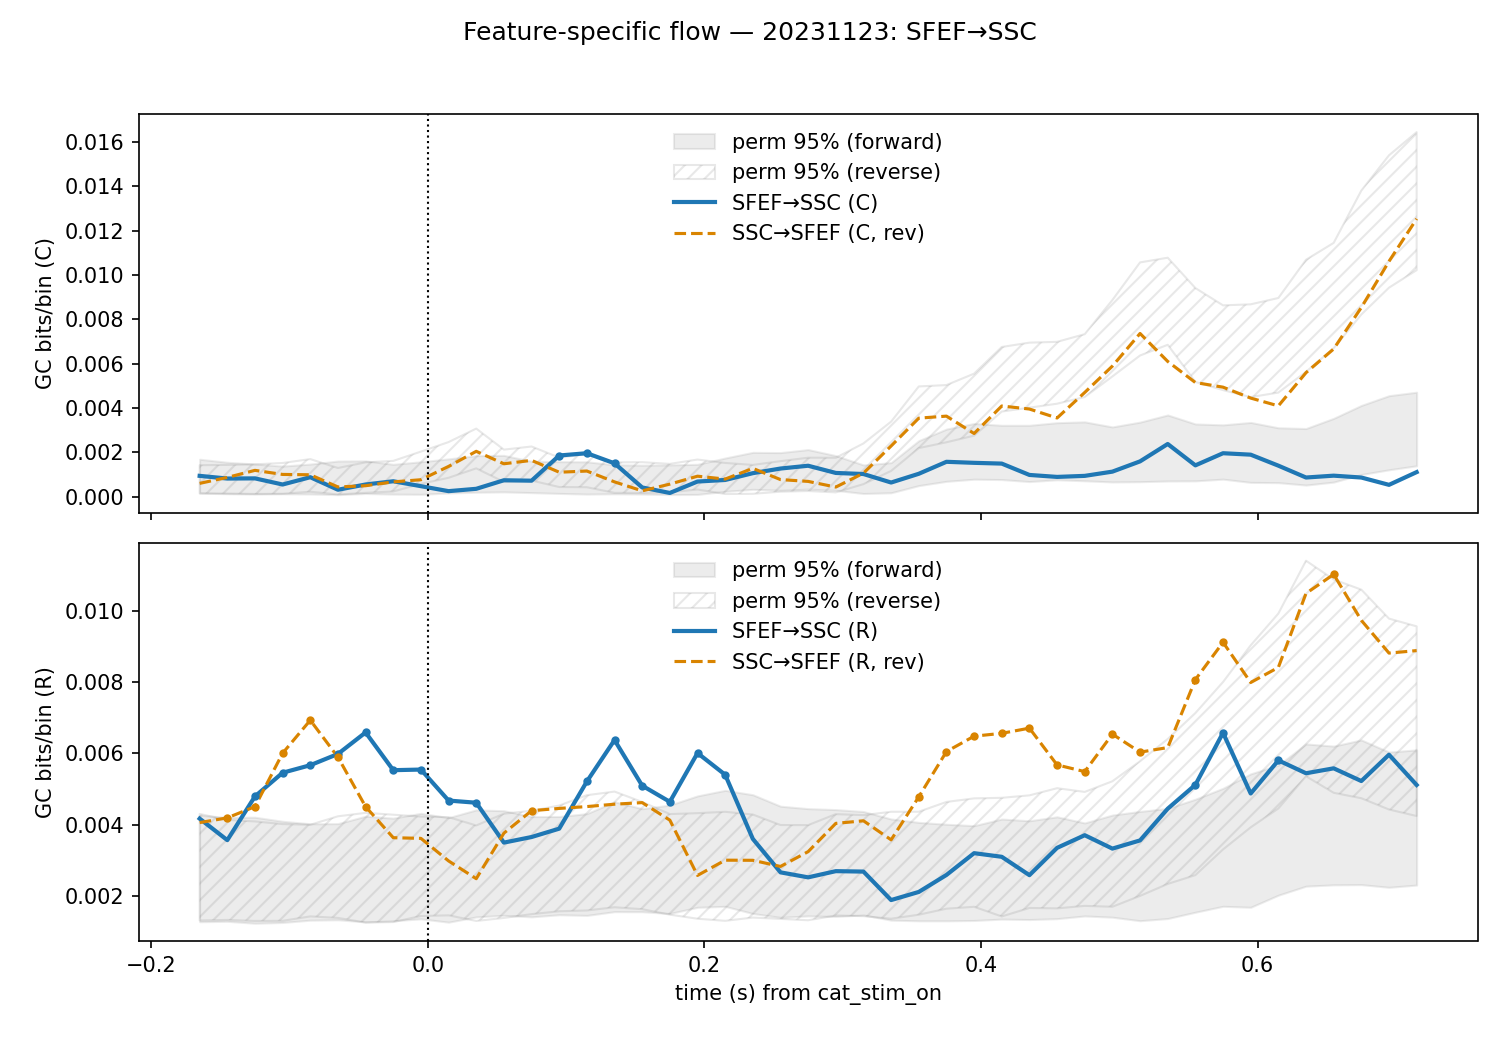 Feature-specific flow — 20231123: SFEF→SSC
GC bits/bin (C)
0.016
0.014
0.012
0.010
0.008
0.006
0.004
0.002
0.000
perm 95% (forward)
perm 95% (reverse)
SFEF→SSC (C)
SSC→SFEF (C, rev)
GC bits/bin (R)
0.010
0.008
0.006
0.004
0.002
perm 95% (forward)
perm 95% (reverse)
SFEF→SSC (R)
SSC→SFEF (R, rev)
−0.2 0.0 0.2 0.4 0.6
time (s) from cat_stim_on